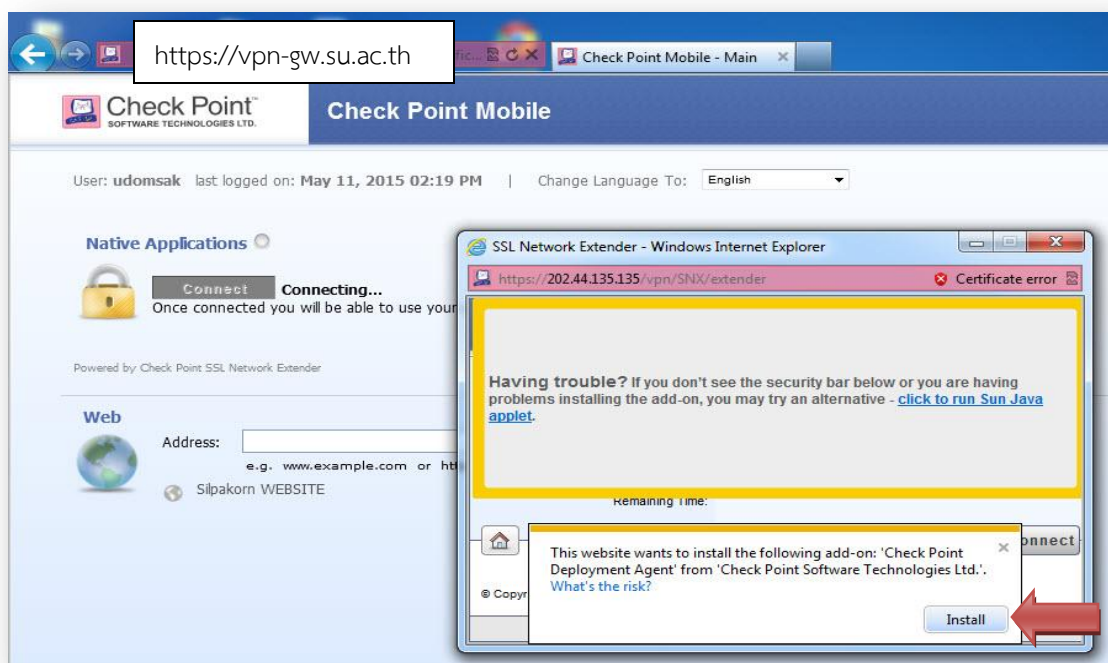 https://vpn-gw.su.ac.th
Check Point Mobile - Main
Check Point™
SOFTWARE TECHNOLOGIES LTD.
Check Point Mobile
User: udomsak last logged on: May 11, 2015 02:19 PM | Change Language To: English
Native Applications
Connect Connecting...
Once connected you will be able to use your
Powered by Check Point SSL Network Extender
Web
Address:
e.g. www.example.com or htt
Silpakorn WEBSITE
SSL Network Extender - Windows Internet Explorer
https://202.44.135.135/vpn/SNX/extender Certificate error
Having trouble? If you don't see the security bar below or you are having
problems installing the add-on, you may try an alternative - click to run Sun Java
applet.
Remaining Time:
onnect
This website wants to install the following add-on: 'Check Point
Deployment Agent' from 'Check Point Software Technologies Ltd.'.
What's the risk?
© Copyr
Install